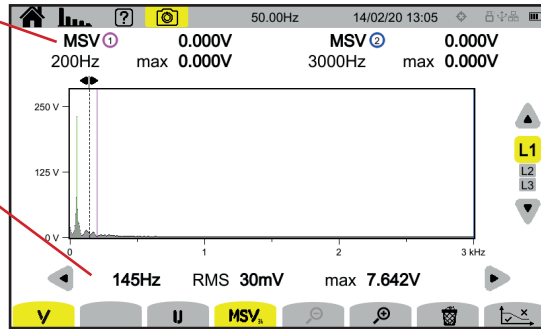 ? 50.00Hz 14/02/20 13:05
MSV 1 0.000V MSV 2 0.000V
200Hz max 0.000V 3000Hz max 0.000V
250 V
125 V
0 V
0 1 2 3 kHz
L1
L2
L3
145Hz RMS 30mV max 7.642V
V U MSV%